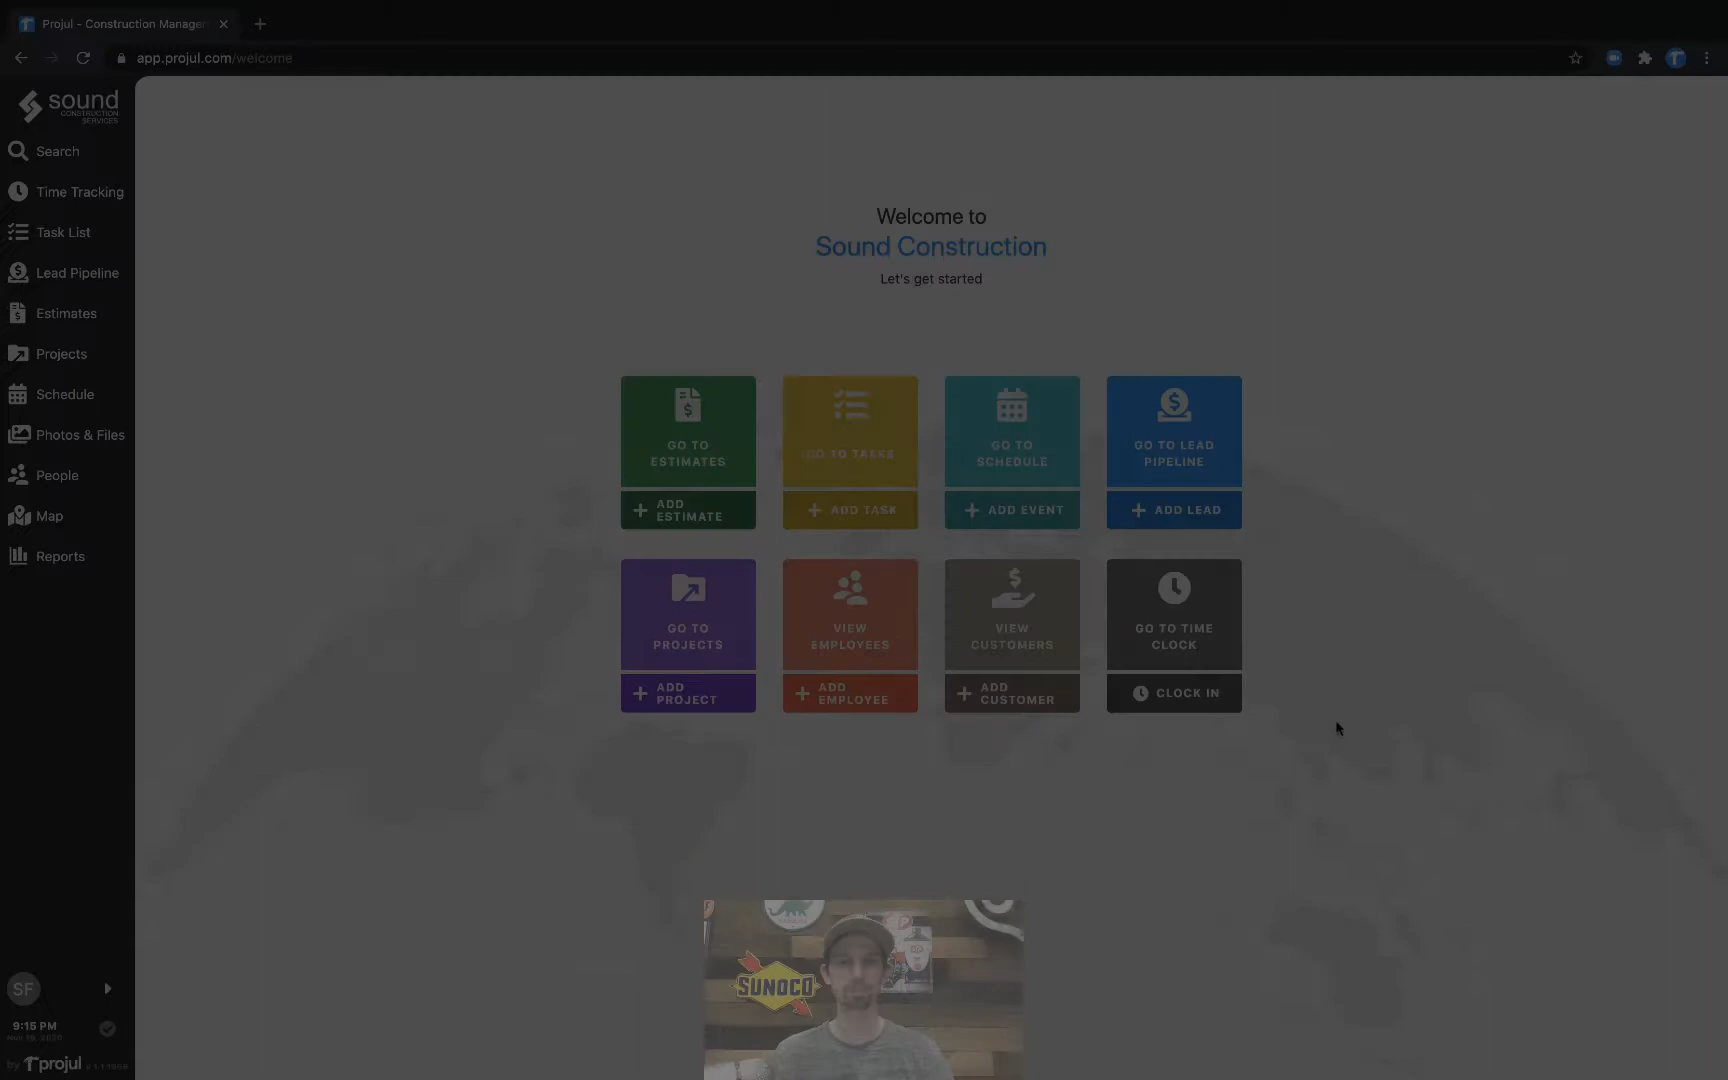 Projul - Construction Manager
app.projul.com/welcome
sound
CONSTRUCTION
SERVICES
Search
Time Tracking
Task List
Lead Pipeline
Estimates
Projects
Schedule
Photos & Files
People
Map
Reports
SF
9:15 PM
by projul
Welcome to
Sound Construction
Let's get started
GO TO
ESTIMATES
+ ADD
ESTIMATE
GO TO TASKS
+ ADD TASK
GO TO
SCHEDULE
+ ADD EVENT
GO TO LEAD
PIPELINE
+ ADD LEAD
GO TO
PROJECTS
+ ADD
PROJECT
VIEW
EMPLOYEES
+ ADD
EMPLOYEE
VIEW
CUSTOMERS
+ ADD
CUSTOMER
GO TO TIME
CLOCK
CLOCK IN
SUNOCO